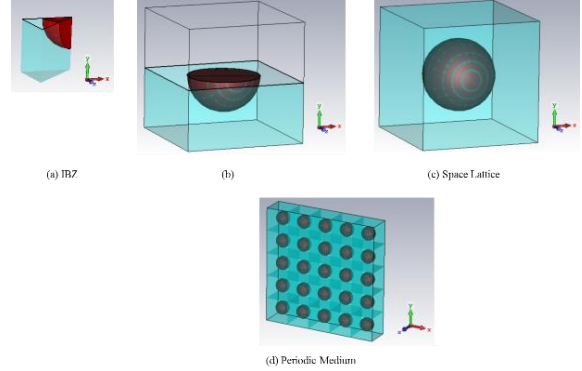 y
x
z
y
x
z
y
x
z
(a) IBZ
(b)
(c) Space Lattice
y
x
z
(d) Periodic Medium